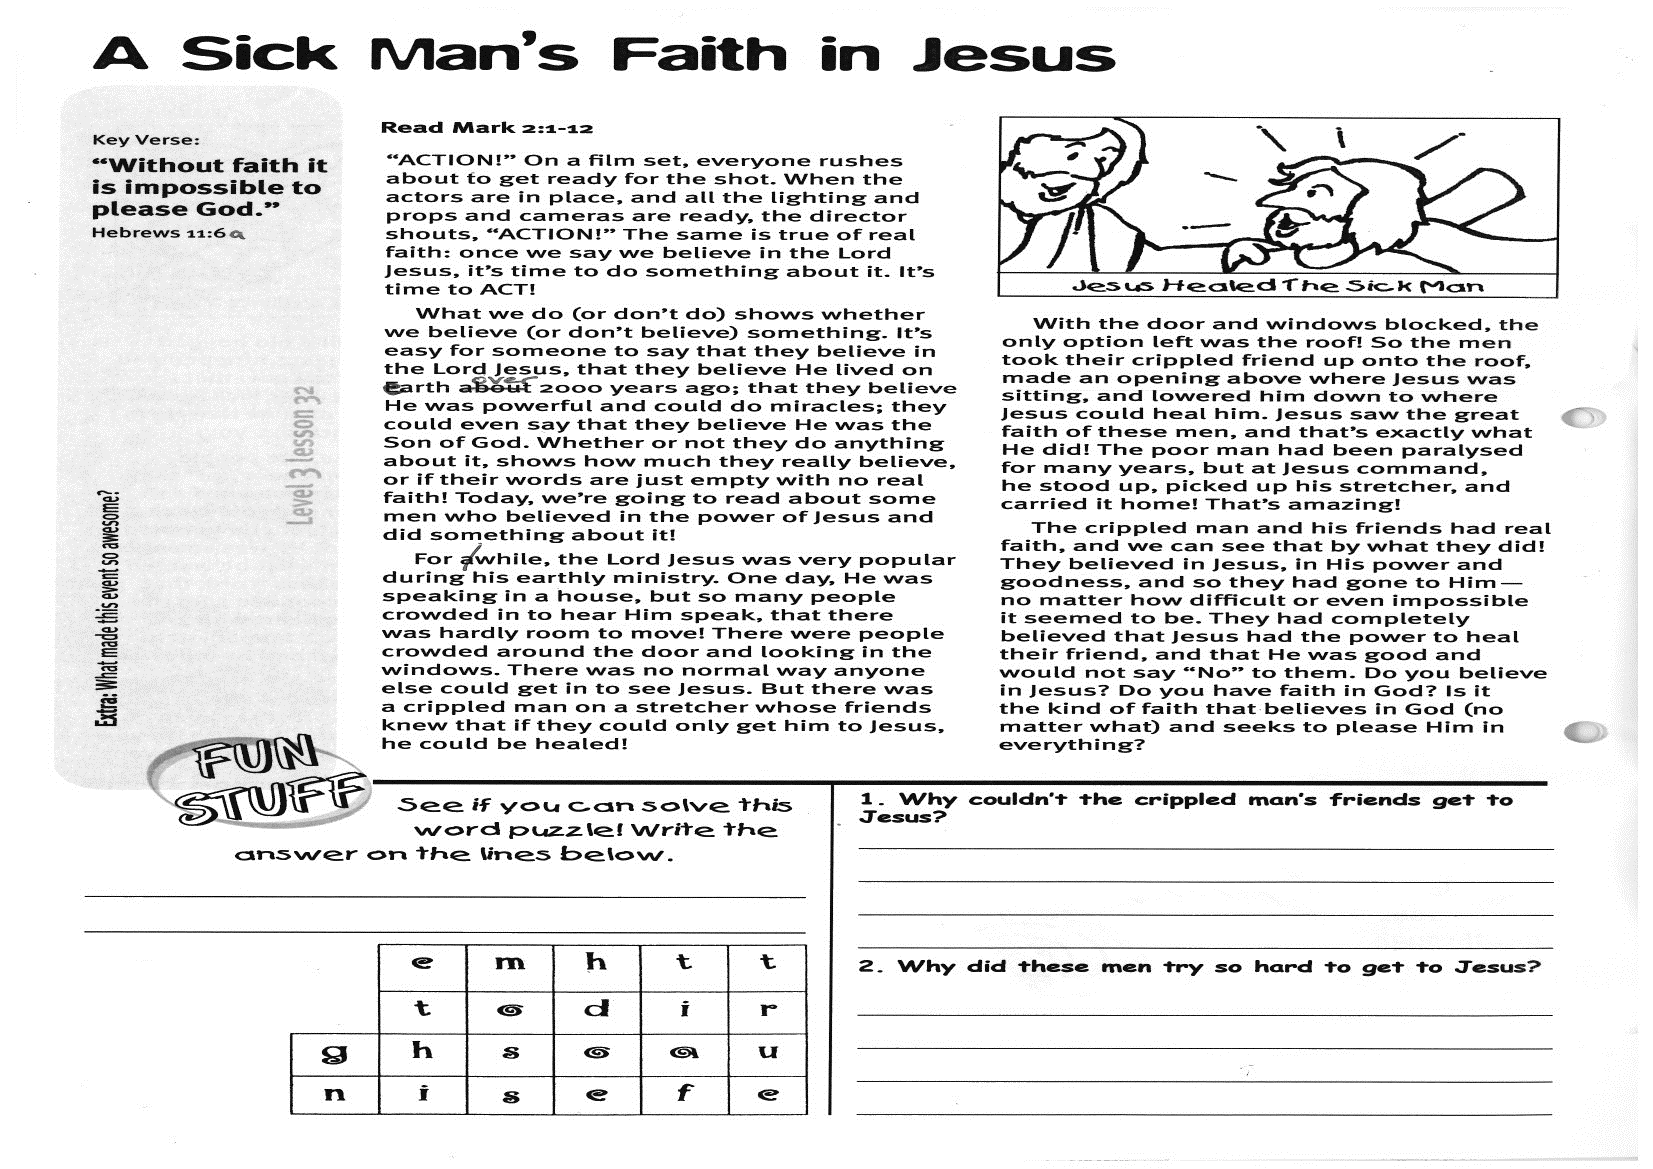 A Sick Man's Faith in Jesus
Key Verse:
“Without faith it
is impossible to
please God.”
Hebrews 11:6a
Level 3 lesson 32
Extra: What made this event so awesome?
Read Mark 2:1-12
“ACTION!” On a film set, everyone rushes
about to get ready for the shot. When the
actors are in place, and all the lighting and
props and cameras are ready, the director
shouts, “ACTION!” The same is true of real
faith: once we say we believe in the Lord
Jesus, it's time to do something about it. It's
time to ACT!
What we do (or don't do) shows whether
we believe (or don't believe) something. It's
easy for someone to say that they believe in
the Lord Jesus, that they believe He lived on
over
earth about 2000 years ago; that they believe
He was powerful and could do miracles; they
could even say that they believe He was the
Son of God. Whether or not they do anything
about it, shows how much they really believe,
or if their words are just empty with no real
faith! Today, we're going to read about some
men who believed in the power of Jesus and
did something about it!
For awhile, the Lord Jesus was very popular
during his earthly ministry. One day, He was
speaking in a house, but so many people
crowded in to hear Him speak, that there
was hardly room to move! There were people
crowded around the door and looking in the
windows. There was no normal way anyone
else could get in to see Jesus. But there was
a crippled man on a stretcher whose friends
knew that if they could only get him to Jesus,
he could be healed!
Jesus Healed The Sick Man
With the door and windows blocked, the
only option left was the roof! So the men
took their crippled friend up onto the roof,
made an opening above where Jesus was
sitting, and lowered him down to where
Jesus could heal him. Jesus saw the great
faith of these men, and that's exactly what
He did! The poor man had been paralysed
for many years, but at Jesus command,
he stood up, picked up his stretcher, and
carried it home! That's amazing!
The crippled man and his friends had real
faith, and we can see that by what they did!
They believed in Jesus, in His power and
goodness, and so they had gone to Him—
no matter how difficult or even impossible
it seemed to be. They had completely
believed that Jesus had the power to heal
their friend, and that He was good and
would not say “No” to them. Do you believe
in Jesus? Do you have faith in God? Is it
the kind of faith that believes in God (no
matter what) and seeks to please Him in
everything?
FUN
STUFF
See if you can solve this
word puzzle! Write the
answer on the lines below.
e m h t t
t o d i r
g h s o a u
n i s e f e
1. Why couldn't the crippled man's friends get to
Jesus?
2. Why did these men try so hard to get to Jesus?